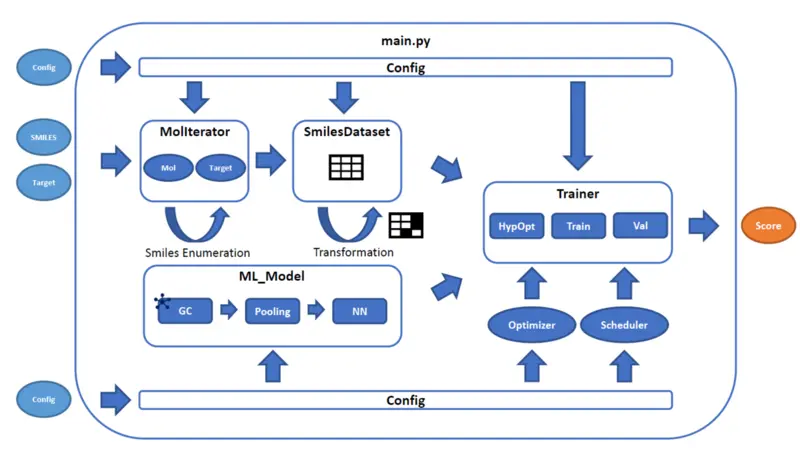 main.py
Config
Config
SMILES
Target
MolIterator
Mol
Target
SmilesDataset
Smiles Enumeration
Transformation
Trainer
HypOpt
Train
Val
Score
ML_Model
GC
Pooling
NN
Optimizer
Scheduler
Config
Config